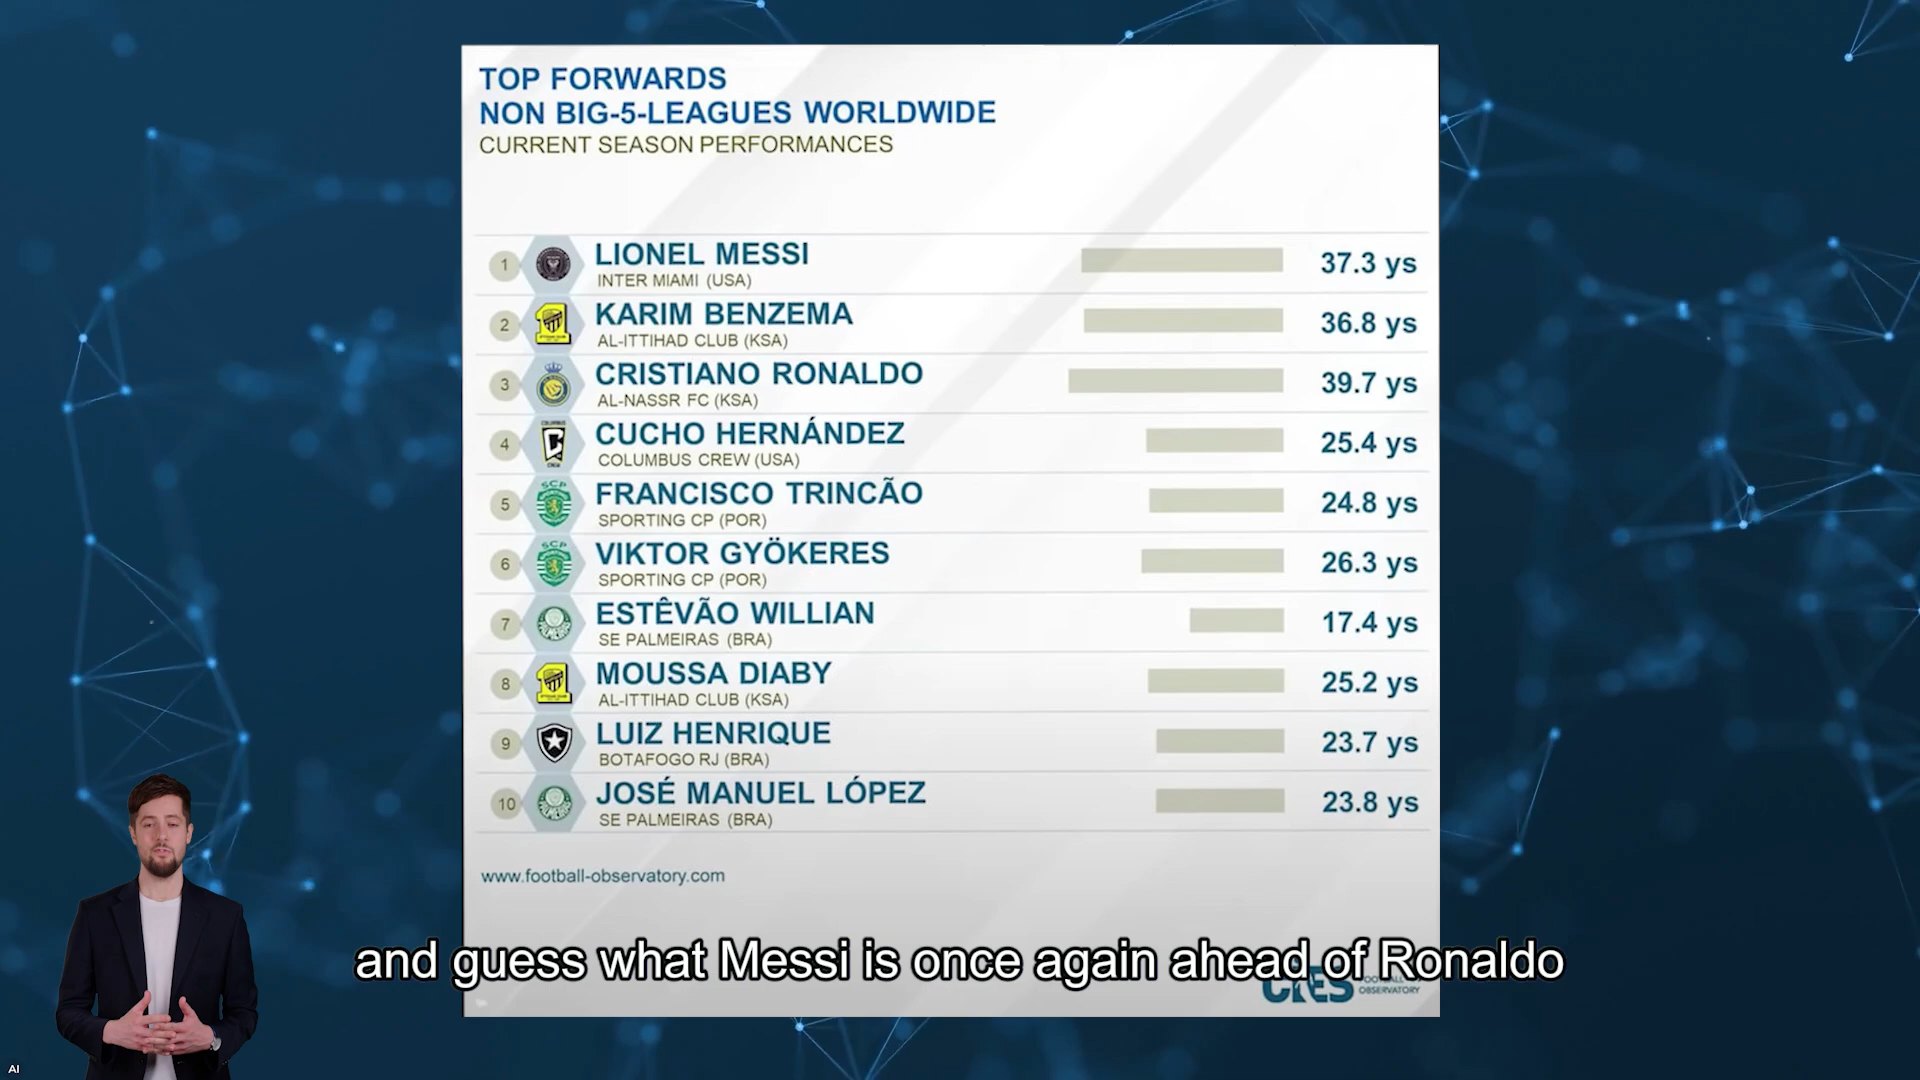 TOP FORWARDS
NON BIG-5-LEAGUES WORLDWIDE
CURRENT SEASON PERFORMANCES
1 LIONEL MESSI 37.3 ys
INTER MIAMI (USA)
2 KARIM BENZEMA 36.8 ys
AL-ITTIHAD CLUB (KSA)
3 CRISTIANO RONALDO 39.7 ys
AL-NASSR FC (KSA)
4 CUCHO HERNÁNDEZ 25.4 ys
COLUMBUS CREW (USA)
5 FRANCISCO TRINCÃO 24.8 ys
SPORTING CP (POR)
6 VIKTOR GYÖKERES 26.3 ys
SPORTING CP (POR)
7 ESTÊVÃO WILLIAN 17.4 ys
SE PALMEIRAS (BRA)
8 MOUSSA DIABY 25.2 ys
AL-ITTIHAD CLUB (KSA)
9 LUIZ HENRIQUE 23.7 ys
BOTAFOGO RJ (BRA)
10 JOSÉ MANUEL LÓPEZ 23.8 ys
SE PALMEIRAS (BRA)
www.football-observatory.com
and guess what Messi is once again ahead of Ronaldo
CIES FOOTBALL
OBSERVATORY
AI